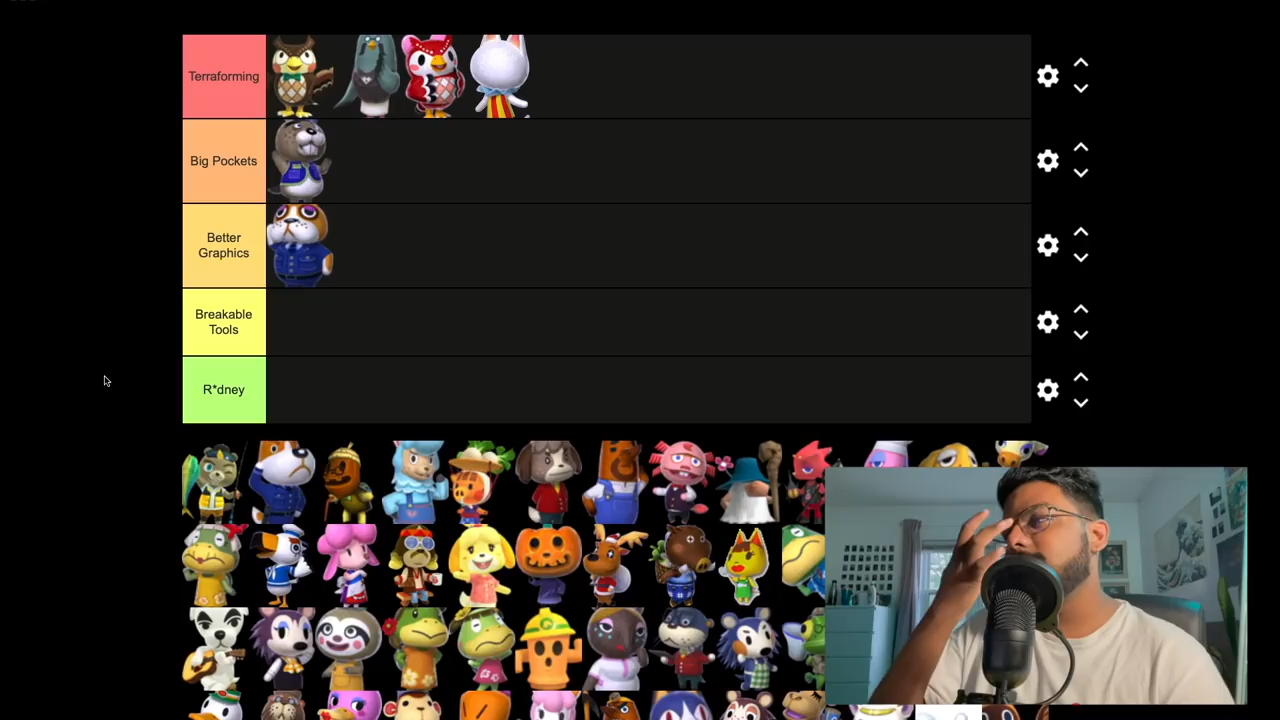 Terraforming
Big Pockets
Better
Graphics
Breakable
Tools
R*dney